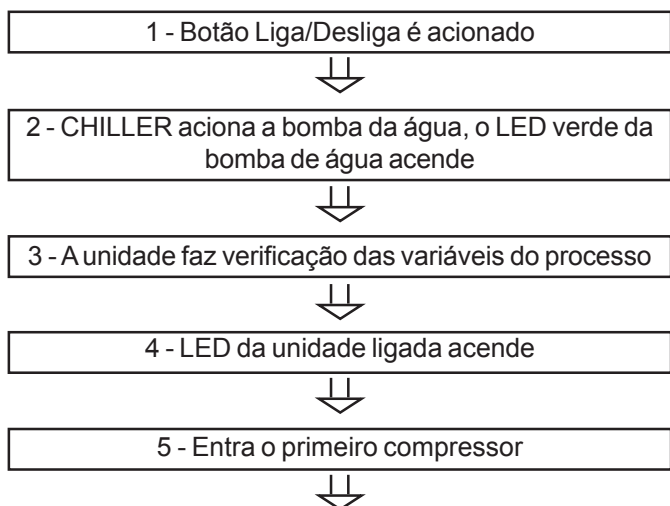 1 - Botão Liga/Desliga é acionado
2 - CHILLER aciona a bomba da água, o LED verde da
bomba de água acende
3 - A unidade faz verificação das variáveis do processo
4 - LED da unidade ligada acende
5 - Entra o primeiro compressor